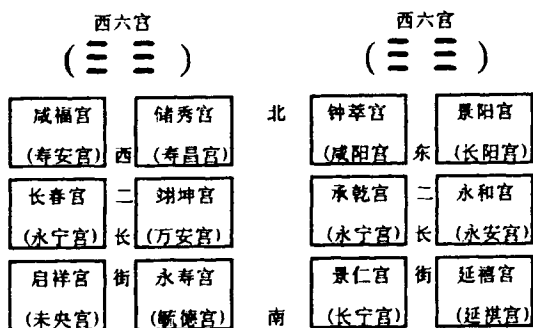 西六宫 西六宫
咸福宫 储秀宫 北 钟萃宫 景阳宫
(寿安宫) 西 (寿昌宫) (咸阳宫 东 (长阳宫)
长春宫 二 翊坤宫 承乾宫 二 永和宫
(永宁宫) 长 (万安宫) (永宁宫) 长 (永安宫)
启祥宫 街 永寿宫 景仁宫 街 延禧宫
(未央宫) (毓德宫) 南 (长宁宫) (延祺宫)